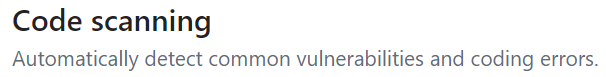 Code scanning
Automatically detect common vulnerabilities and coding errors.